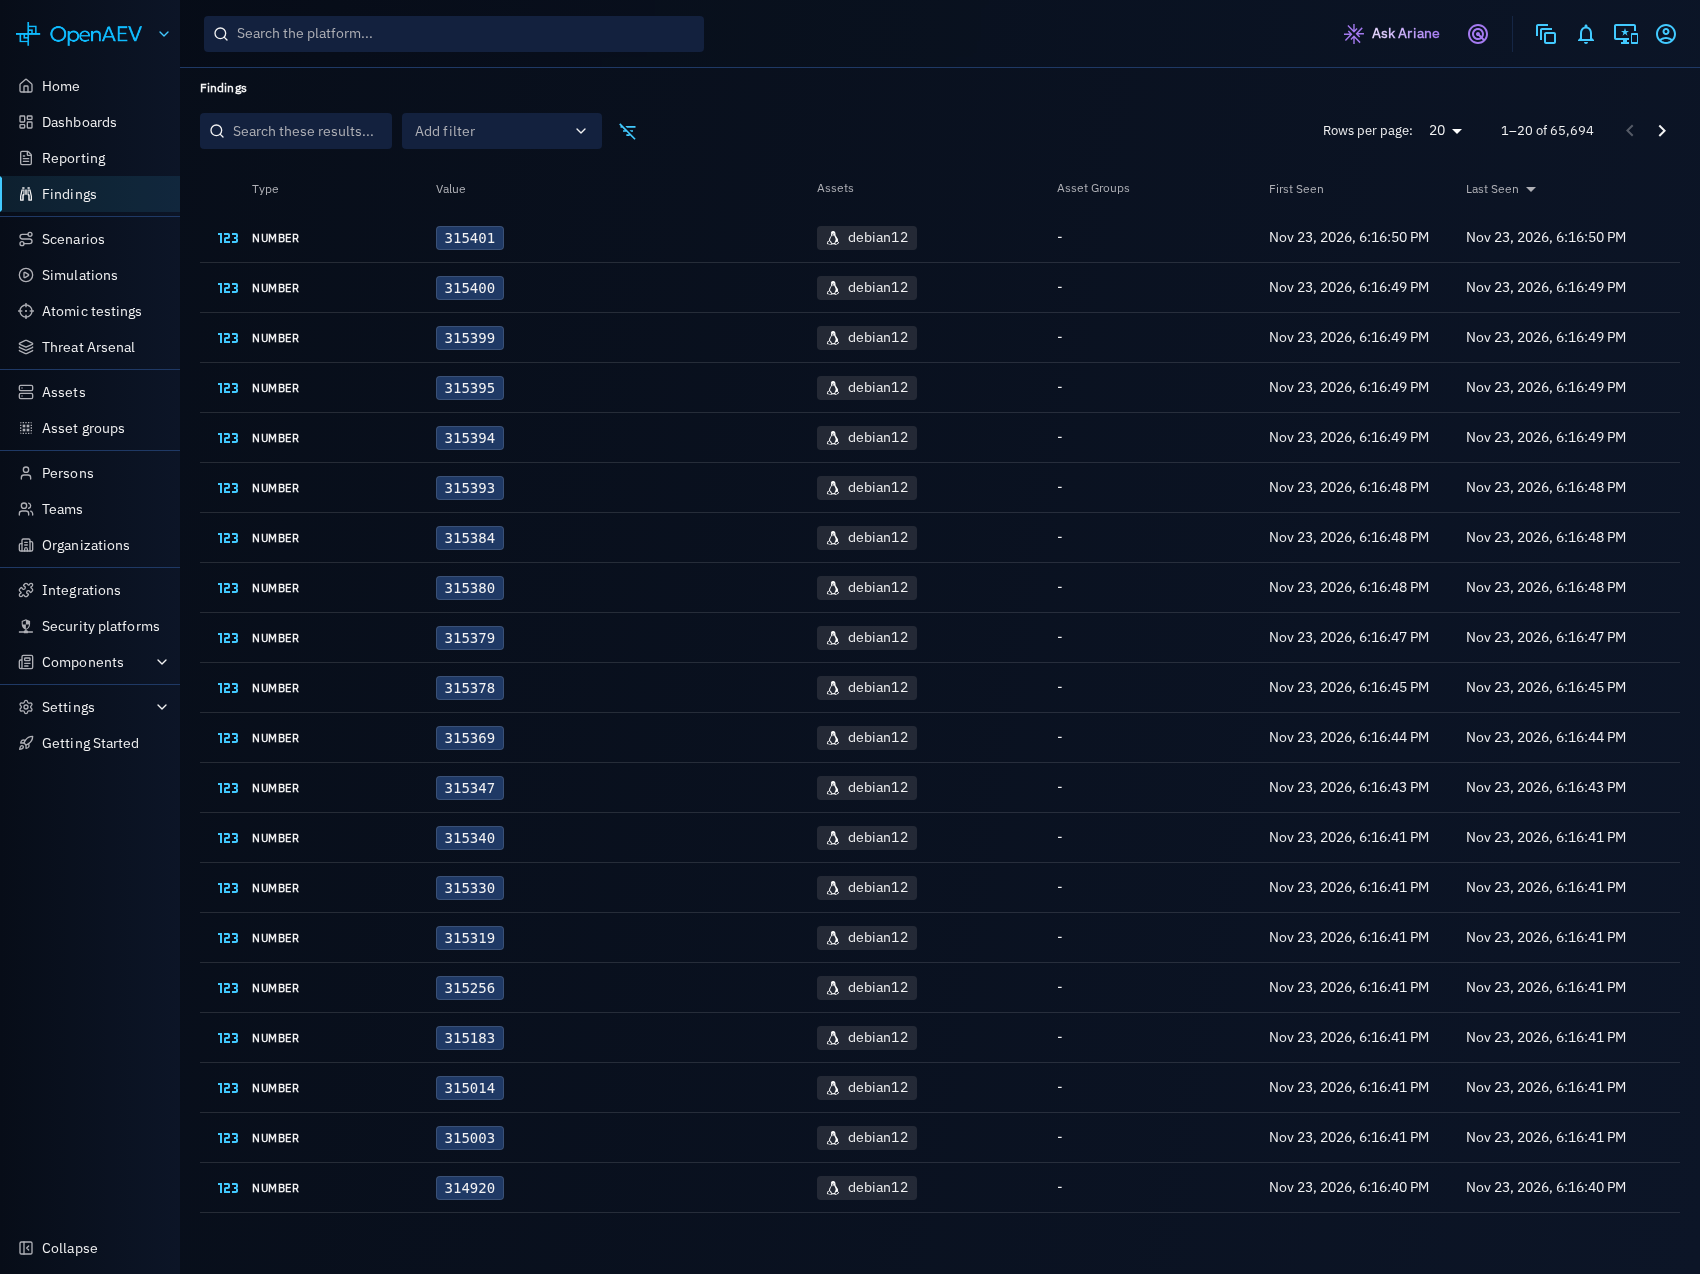 OpenAEV
Search the platform...
Ask Ariane
Home
Dashboards
Reporting
Findings
Scenarios
Simulations
Atomic testings
Threat Arsenal
Assets
Asset groups
Persons
Teams
Organizations
Integrations
Security platforms
Components
Settings
Getting Started
Collapse
Findings
Search these results...
Add filter
Rows per page: 20 1–20 of 65,694
Type Value Assets Asset Groups First Seen Last Seen
123 NUMBER 315401 debian12 - Nov 23, 2026, 6:16:50 PM Nov 23, 2026, 6:16:50 PM
123 NUMBER 315400 debian12 - Nov 23, 2026, 6:16:49 PM Nov 23, 2026, 6:16:49 PM
123 NUMBER 315399 debian12 - Nov 23, 2026, 6:16:49 PM Nov 23, 2026, 6:16:49 PM
123 NUMBER 315395 debian12 - Nov 23, 2026, 6:16:49 PM Nov 23, 2026, 6:16:49 PM
123 NUMBER 315394 debian12 - Nov 23, 2026, 6:16:49 PM Nov 23, 2026, 6:16:49 PM
123 NUMBER 315393 debian12 - Nov 23, 2026, 6:16:48 PM Nov 23, 2026, 6:16:48 PM
123 NUMBER 315384 debian12 - Nov 23, 2026, 6:16:48 PM Nov 23, 2026, 6:16:48 PM
123 NUMBER 315380 debian12 - Nov 23, 2026, 6:16:48 PM Nov 23, 2026, 6:16:48 PM
123 NUMBER 315379 debian12 - Nov 23, 2026, 6:16:47 PM Nov 23, 2026, 6:16:47 PM
123 NUMBER 315378 debian12 - Nov 23, 2026, 6:16:45 PM Nov 23, 2026, 6:16:45 PM
123 NUMBER 315369 debian12 - Nov 23, 2026, 6:16:44 PM Nov 23, 2026, 6:16:44 PM
123 NUMBER 315347 debian12 - Nov 23, 2026, 6:16:43 PM Nov 23, 2026, 6:16:43 PM
123 NUMBER 315340 debian12 - Nov 23, 2026, 6:16:41 PM Nov 23, 2026, 6:16:41 PM
123 NUMBER 315330 debian12 - Nov 23, 2026, 6:16:41 PM Nov 23, 2026, 6:16:41 PM
123 NUMBER 315319 debian12 - Nov 23, 2026, 6:16:41 PM Nov 23, 2026, 6:16:41 PM
123 NUMBER 315256 debian12 - Nov 23, 2026, 6:16:41 PM Nov 23, 2026, 6:16:41 PM
123 NUMBER 315183 debian12 - Nov 23, 2026, 6:16:41 PM Nov 23, 2026, 6:16:41 PM
123 NUMBER 315014 debian12 - Nov 23, 2026, 6:16:41 PM Nov 23, 2026, 6:16:41 PM
123 NUMBER 315003 debian12 - Nov 23, 2026, 6:16:41 PM Nov 23, 2026, 6:16:41 PM
123 NUMBER 314920 debian12 - Nov 23, 2026, 6:16:40 PM Nov 23, 2026, 6:16:40 PM